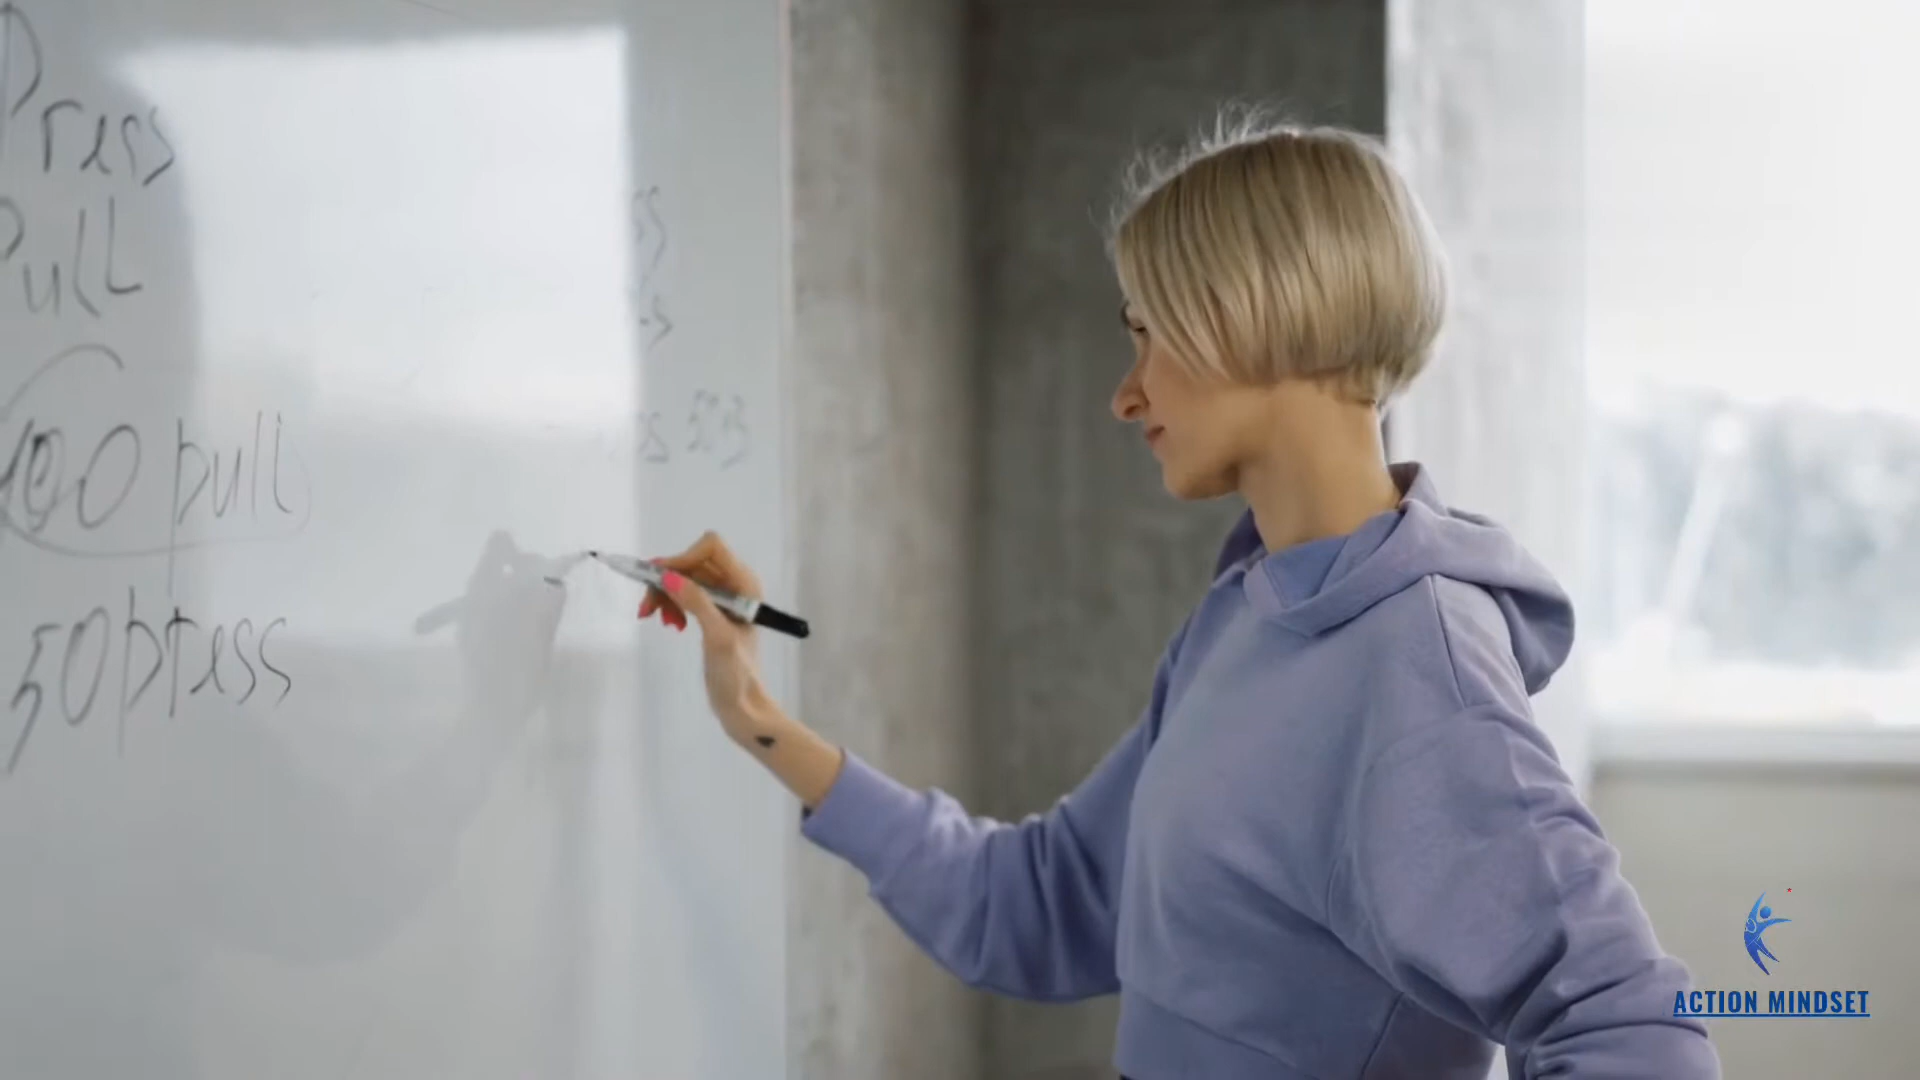 Press
Pull
100 pull
50 press
ACTION MINDSET